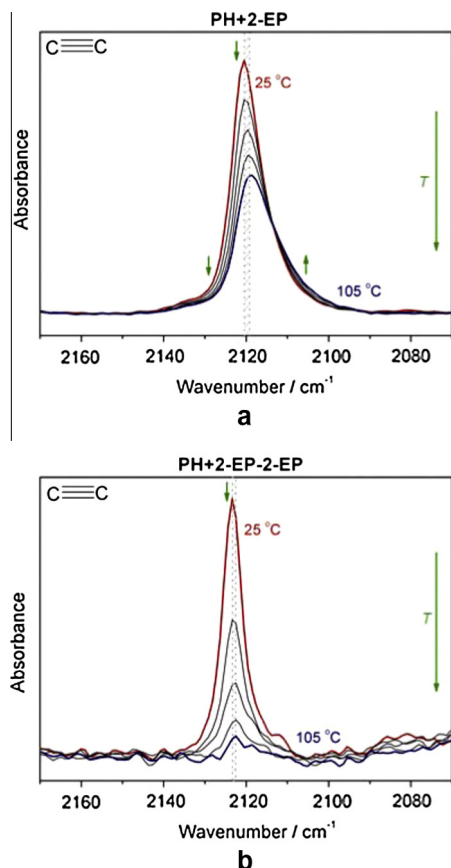 PH+2-EP
C≡C
25 °C
T
105 °C
Absorbance
2160 2140 2120 2100 2080
Wavenumber / cm⁻¹
a
PH+2-EP-2-EP
C≡C
25 °C
T
105 °C
Absorbance
2160 2140 2120 2100 2080
Wavenumber / cm⁻¹
b